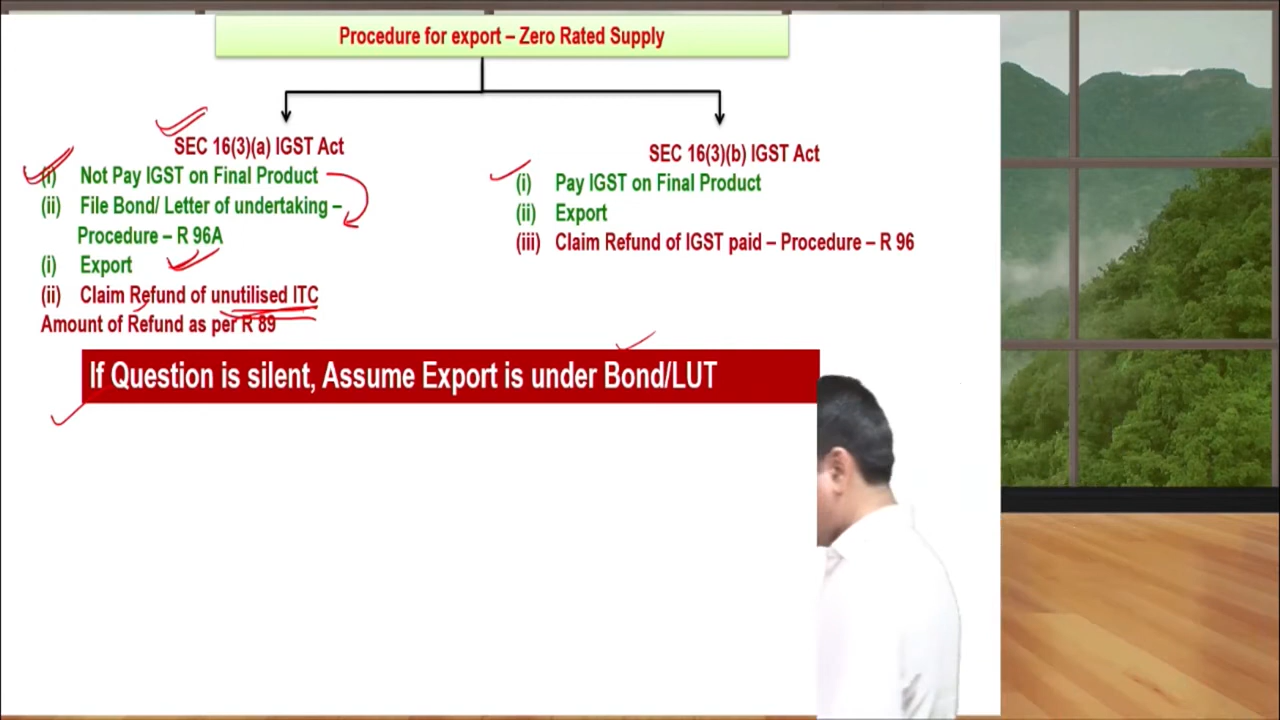 Procedure for export – Zero Rated Supply
SEC 16(3)(a) IGST Act
(i) Not Pay IGST on Final Product
(ii) File Bond/ Letter of undertaking –
Procedure – R 96A
(i) Export
(ii) Claim Refund of unutilised ITC
Amount of Refund as per R 89
SEC 16(3)(b) IGST Act
(i) Pay IGST on Final Product
(ii) Export
(iii) Claim Refund of IGST paid – Procedure – R 96
If Question is silent, Assume Export is under Bond/LUT